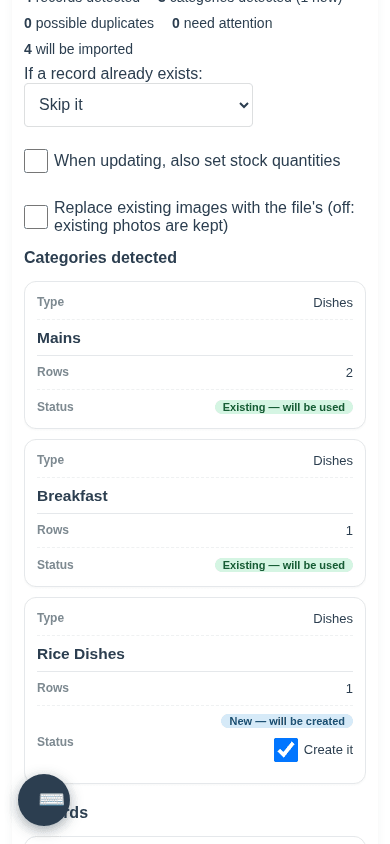 0 possible duplicates 0 need attention
4 will be imported
If a record already exists:
Skip it
When updating, also set stock quantities
Replace existing images with the file's (off:
existing photos are kept)
Categories detected
Type Dishes
Mains
Rows 2
Status Existing — will be used
Type Dishes
Breakfast
Rows 1
Status Existing — will be used
Type Dishes
Rice Dishes
Rows 1
New — will be created
Status Create it